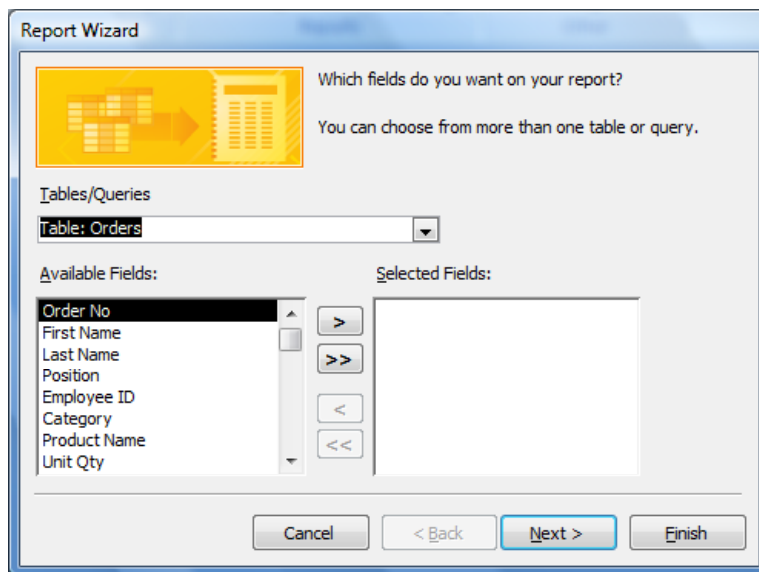 Report Wizard
Which fields do you want on your report?
You can choose from more than one table or query.
Tables/Queries
Table: Orders
Available Fields:
Selected Fields:
Order No
First Name
Last Name
Position
Employee ID
Category
Product Name
Unit Qty
>
>>
<
<<
Cancel
< Back
Next >
Finish